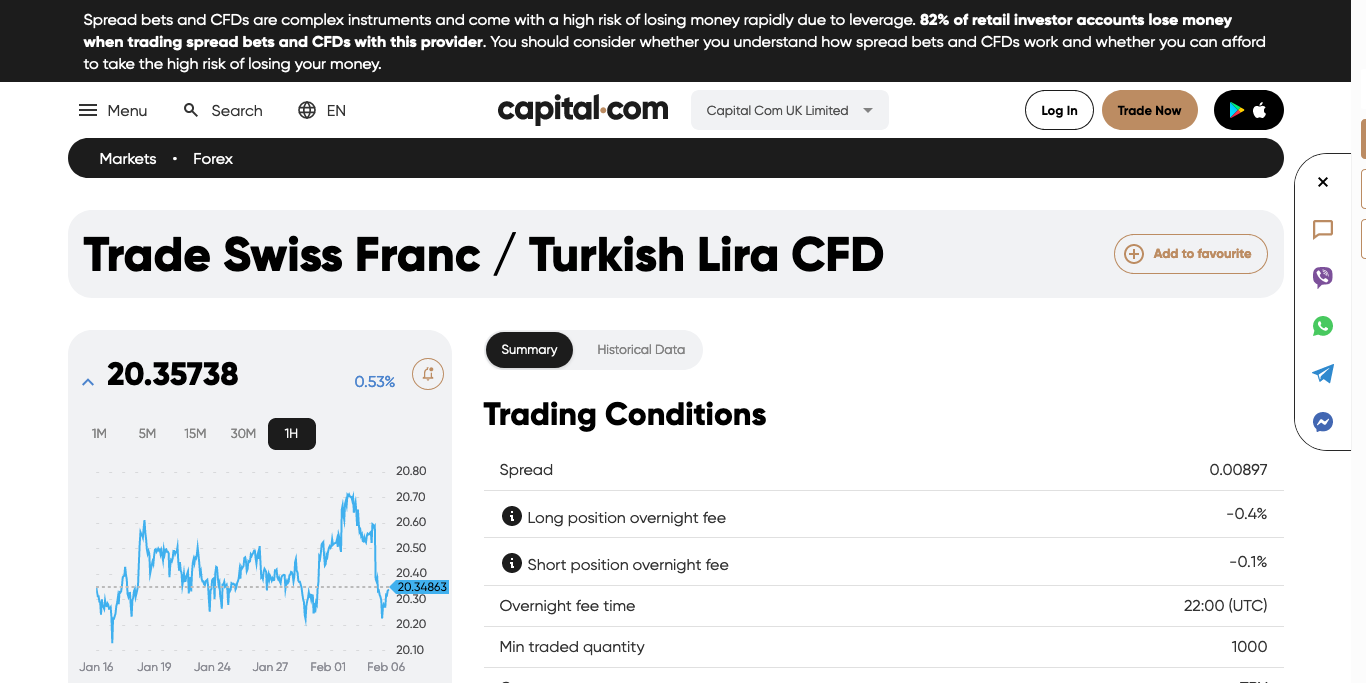 Spread bets and CFDs are complex instruments and come with a high risk of losing money rapidly due to leverage. 82% of retail investor accounts lose money
when trading spread bets and CFDs with this provider. You should consider whether you understand how spread bets and CFDs work and whether you can afford
to take the high risk of losing your money.
Menu Search EN capital.com Capital Com UK Limited Log In Trade Now
Markets • Forex
Trade Swiss Franc / Turkish Lira CFD Add to favourite
20.35738 0.53%
1M 5M 15M 30M 1H
20.80
20.70
20.60
20.50
20.40
20.34863
20.30
20.20
20.10
Jan 16 Jan 19 Jan 24 Jan 27 Feb 01 Feb 06
Summary Historical Data
Trading Conditions
Spread 0.00897
Long position overnight fee -0.4%
Short position overnight fee -0.1%
Overnight fee time 22:00 (UTC)
Min traded quantity 1000